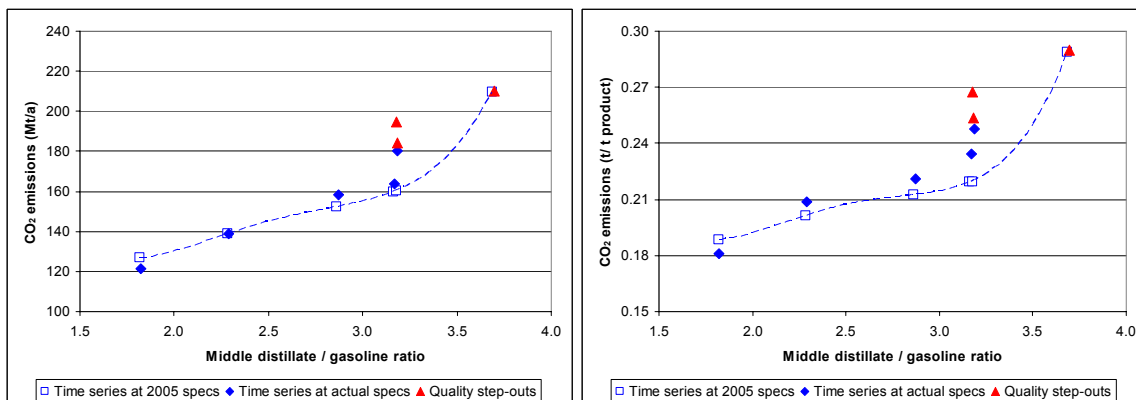 240
220
200
180
160
140
120
100
CO₂ emissions (Mt/a)
1.5 2.0 2.5 3.0 3.5 4.0
Middle distillate / gasoline ratio
Time series at 2005 specs Time series at actual specs Quality step-outs
0.30
0.27
0.24
0.21
0.18
0.15
CO₂ emissions (t/ t product)
1.5 2.0 2.5 3.0 3.5 4.0
Middle distillate / gasoline ratio
Time series at 2005 specs Time series at actual specs Quality step-outs